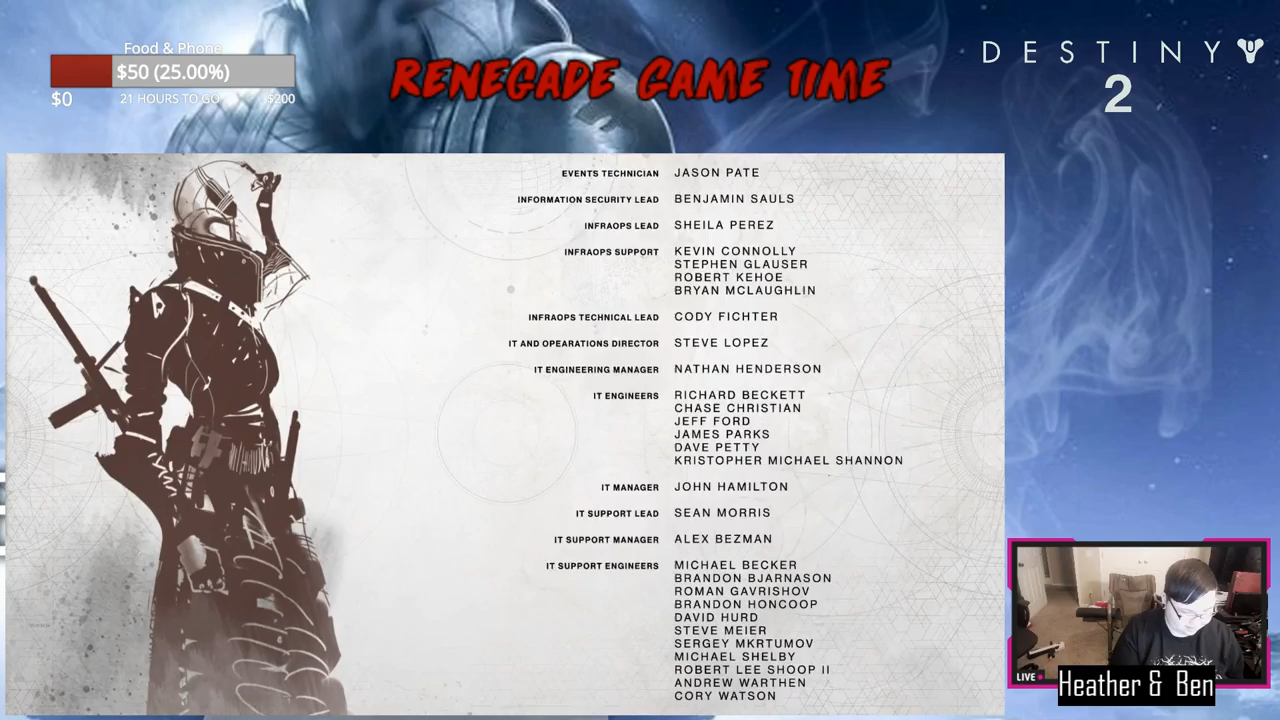 Food & Phone
$50 (25.00%)
$0 21 HOURS TO GO $200
RENEGADE GAME TIME
DESTINY
2
EVENTS TECHNICIAN JASON PATE
INFORMATION SECURITY LEAD BENJAMIN SAULS
INFRAOPS LEAD SHEILA PEREZ
INFRAOPS SUPPORT KEVIN CONNOLLY
STEPHEN GLAUSER
ROBERT KEHOE
BRYAN MCLAUGHLIN
INFRAOPS TECHNICAL LEAD CODY FICHTER
IT AND OPEARATIONS DIRECTOR STEVE LOPEZ
IT ENGINEERING MANAGER NATHAN HENDERSON
IT ENGINEERS RICHARD BECKETT
CHASE CHRISTIAN
JEFF FORD
JAMES PARKS
DAVE PETTY
KRISTOPHER MICHAEL SHANNON
IT MANAGER JOHN HAMILTON
IT SUPPORT LEAD SEAN MORRIS
IT SUPPORT MANAGER ALEX BEZMAN
IT SUPPORT ENGINEERS MICHAEL BECKER
BRANDON BJARNASON
ROMAN GAVRISHOV
BRANDON HONCOOP
DAVID HURD
STEVE MEIER
SERGEY MKRTUMOV
MICHAEL SHELBY
ROBERT LEE SHOOP II
ANDREW WARTHEN
CORY WATSON
LIVE
Heather & Ben